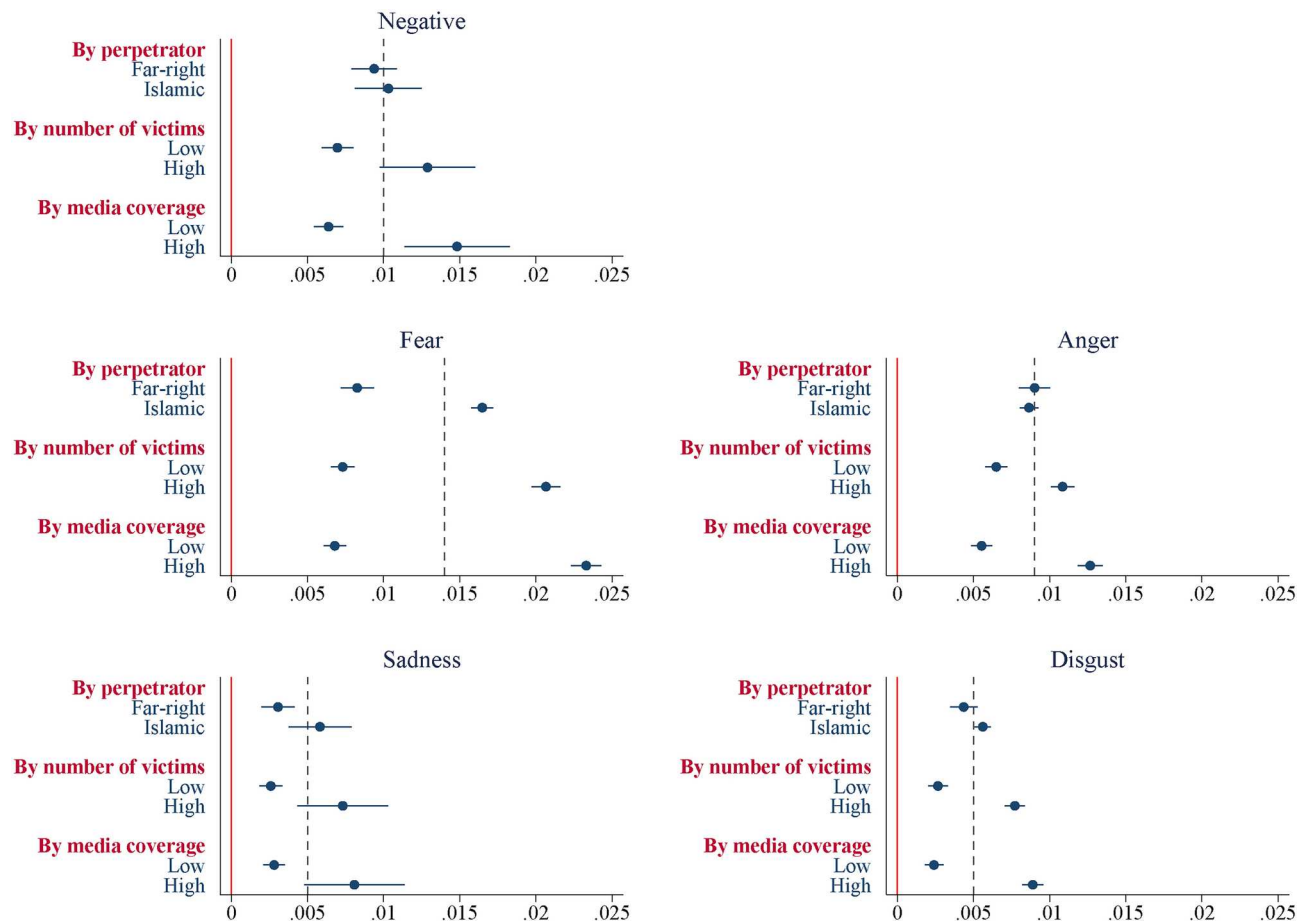 Negative
By perpetrator
Far-right
Islamic
By number of victims
Low
High
By media coverage
Low
High
0 .005 .01 .015 .02 .025
Fear
By perpetrator
Far-right
Islamic
By number of victims
Low
High
By media coverage
Low
High
0 .005 .01 .015 .02 .025
Anger
By perpetrator
Far-right
Islamic
By number of victims
Low
High
By media coverage
Low
High
0 .005 .01 .015 .02 .025
Sadness
By perpetrator
Far-right
Islamic
By number of victims
Low
High
By media coverage
Low
High
0 .005 .01 .015 .02 .025
Disgust
By perpetrator
Far-right
Islamic
By number of victims
Low
High
By media coverage
Low
High
0 .005 .01 .015 .02 .025